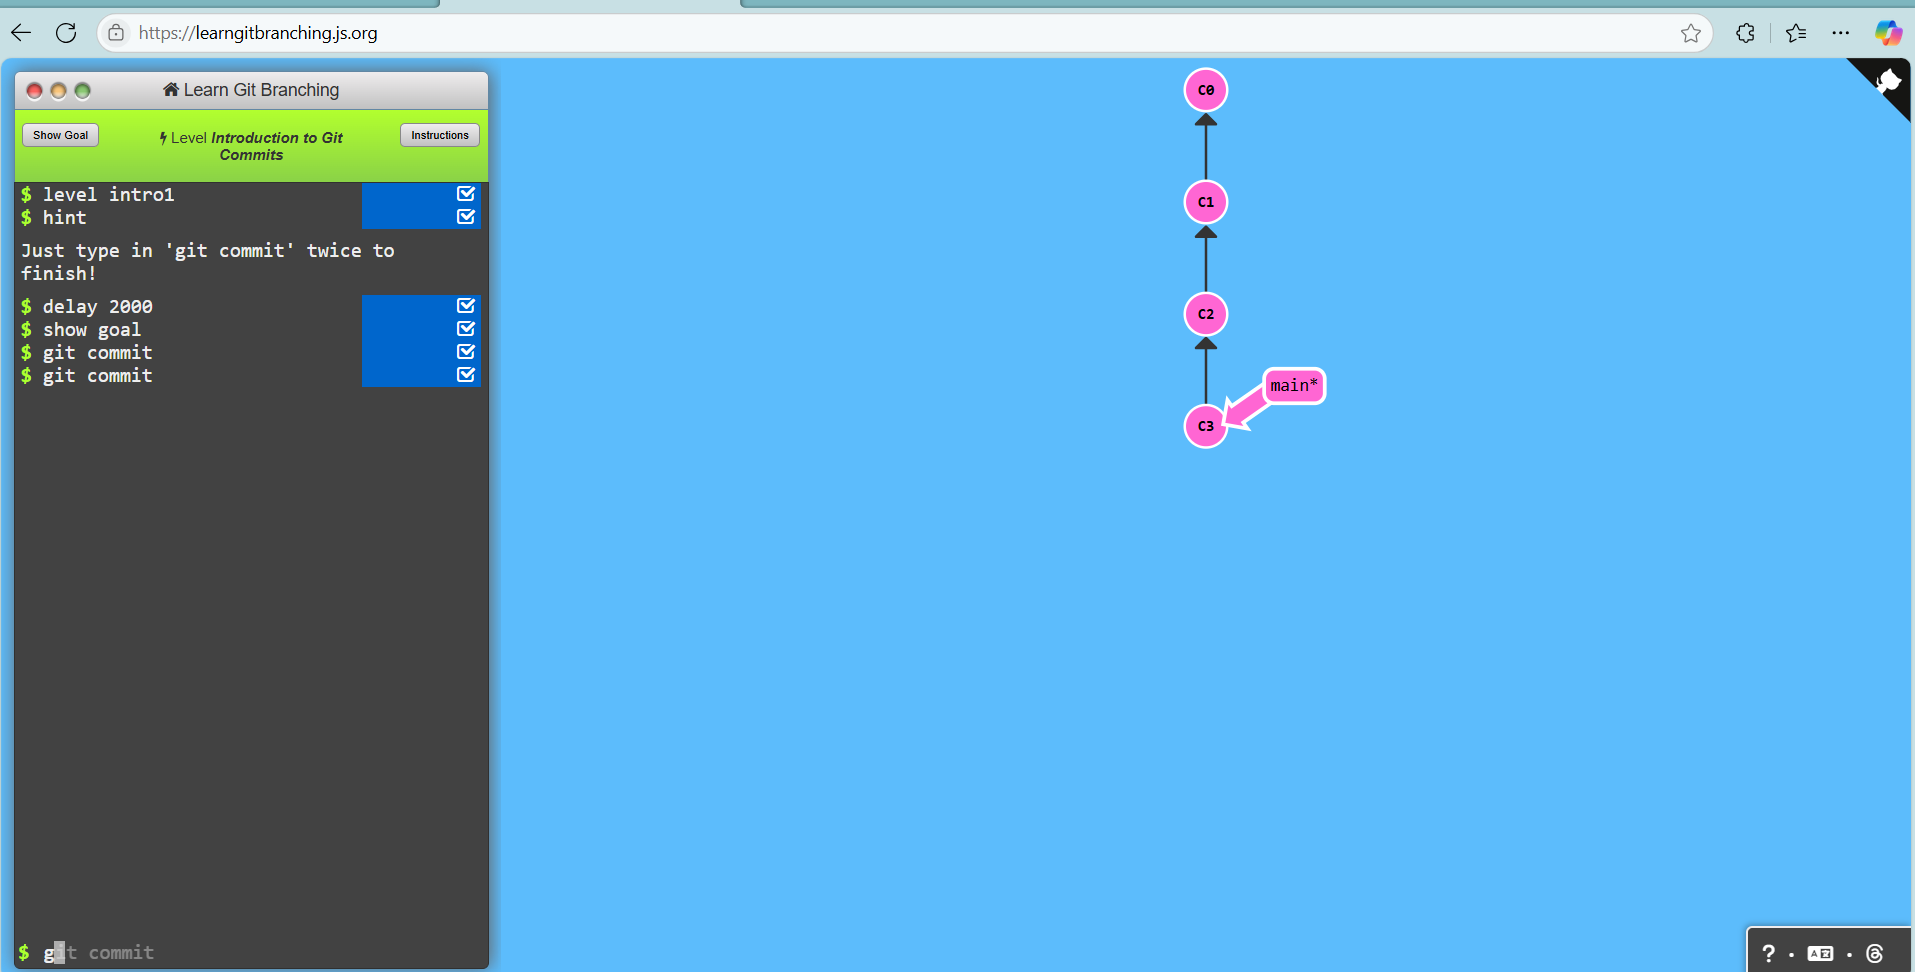 https://learngitbranching.js.org
Learn Git Branching
Show Goal
Level Introduction to Git
Commits
Instructions
$ level intro1
$ hint
Just type in 'git commit' twice to
finish!
$ delay 2000
$ show goal
$ git commit
$ git commit
$ git commit
C0
C1
C2
main*
C3
?